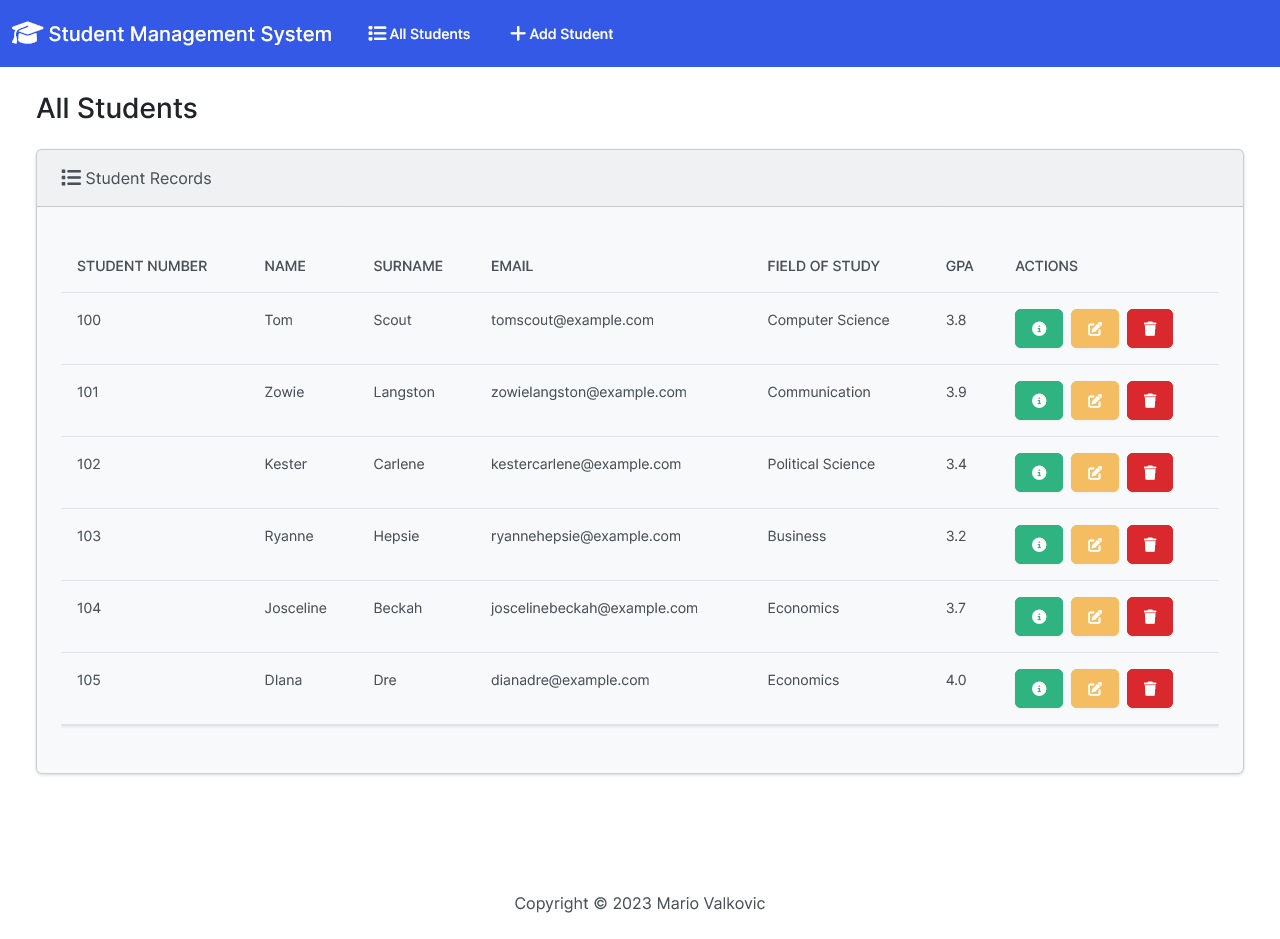 Student Management System All Students Add Student
All Students
Student Records
STUDENT NUMBER NAME SURNAME EMAIL FIELD OF STUDY GPA ACTIONS
100 Tom Scout tomscout@example.com Computer Science 3.8
101 Zowie Langston zowielangston@example.com Communication 3.9
102 Kester Carlene kestercarlene@example.com Political Science 3.4
103 Ryanne Hepsie ryannehepsie@example.com Business 3.2
104 Josceline Beckah joscelinebeckah@example.com Economics 3.7
105 DIana Dre dianadre@example.com Economics 4.0
Copyright © 2023 Mario Valkovic